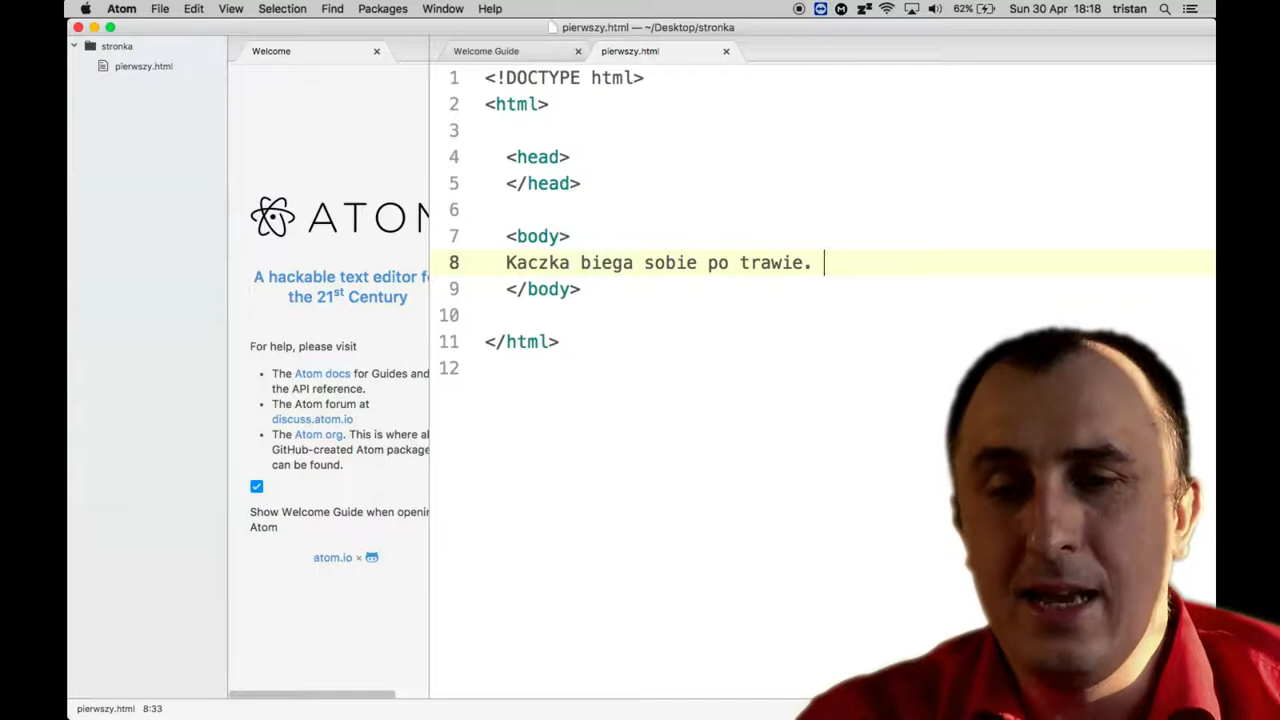 Atom File Edit View Selection Find Packages Window Help 62% Sun 30 Apr 18:18 tristan
pierwszy.html — ~/Desktop/stronka
stronka
pierwszy.html
Welcome
Welcome Guide
pierwszy.html
ATOM
A hackable text editor f
the 21st Century
For help, please visit
• The Atom docs for Guides and
the API reference.
• The Atom forum at
discuss.atom.io
• The Atom org. This is where al
GitHub-created Atom package
can be found.
Show Welcome Guide when openin
Atom
atom.io ×
1 <!DOCTYPE html>
2 <html>
3
4 <head>
5 </head>
6
7 <body>
8 Kaczka biega sobie po trawie.
9 </body>
10
11 </html>
12
pierwszy.html 8:33